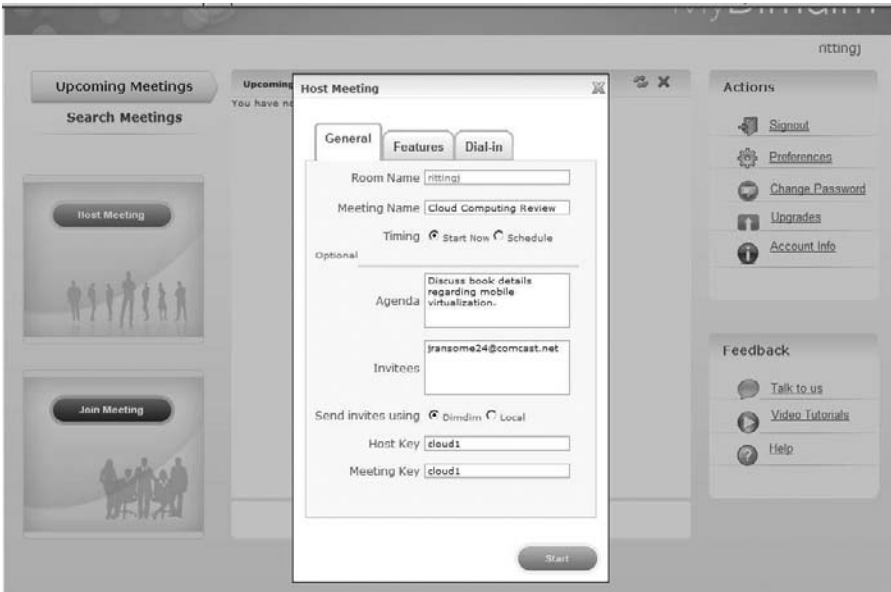 MyDimdim
rittingj
Upcoming Meetings
Search Meetings
Host Meeting
Join Meeting
Upcoming
You have no
Host Meeting
General
Features
Dial-in
Room Name rittingj
Meeting Name Cloud Computing Review
Timing Start Now Schedule
Optional
Agenda
Discuss book details
regarding mobile
virtualization.
Invitees
jransome24@comcast.net
Send invites using Dimdim Local
Host Key cloud1
Meeting Key cloud1
Start
Actions
Signout
Preferences
Change Password
Upgrades
Account Info
Feedback
Talk to us
Video Tutorials
Help